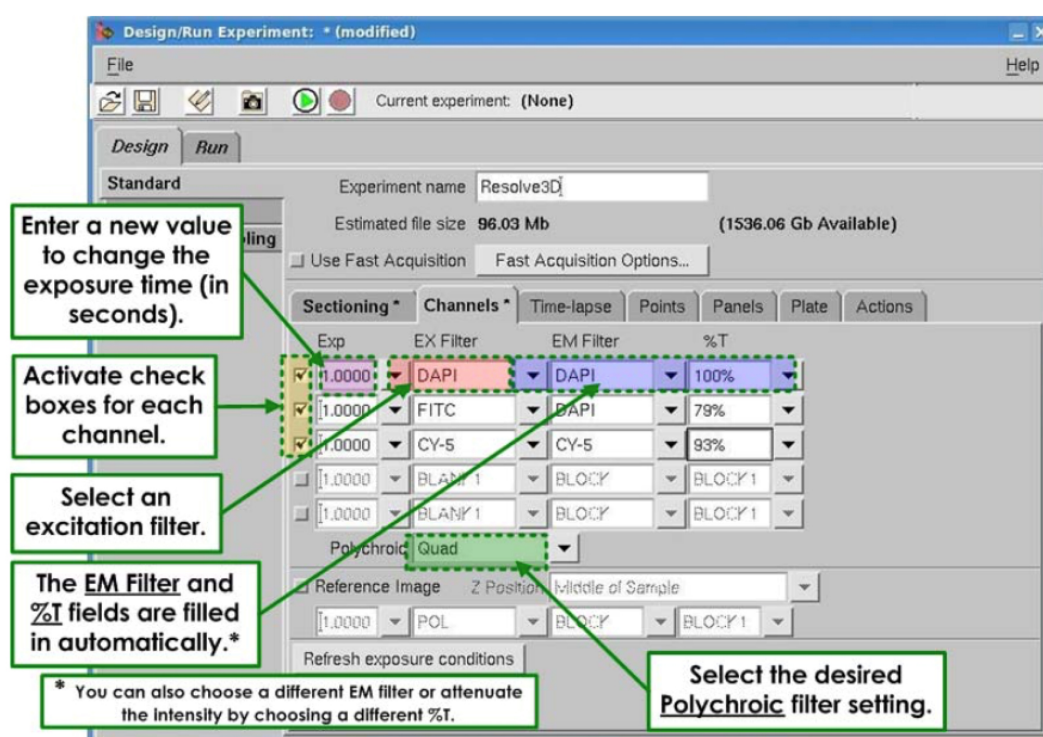 Design/Run Experiment: * (modified)
File
Help
Current experiment: (None)
Design
Run
Standard
Experiment name Resolve3D
Estimated file size 96.03 Mb (1536.06 Gb Available)
Use Fast Acquisition Fast Acquisition Options...
Sectioning * Channels * Time-lapse Points Panels Plate Actions
Exp EX Filter EM Filter %T
1.0000 DAPI DAPI 100%
1.0000 FITC DAPI 79%
1.0000 CY-5 CY-5 93%
1.0000 BLANK1 BLOCK BLOCK1
1.0000 BLANK1 BLOCK BLOCK1
Polychroic Quad
Reference Image Z Position Middle of Sample
1.0000 POL BLOCK BLOCK1
Refresh exposure conditions
Enter a new value
to change the
exposure time (in
seconds).
Activate check
boxes for each
channel.
Select an
excitation filter.
The EM Filter and
%T fields are filled
in automatically.*
* You can also choose a different EM filter or attenuate
the intensity by choosing a different %T.
Select the desired
Polychroic filter setting.